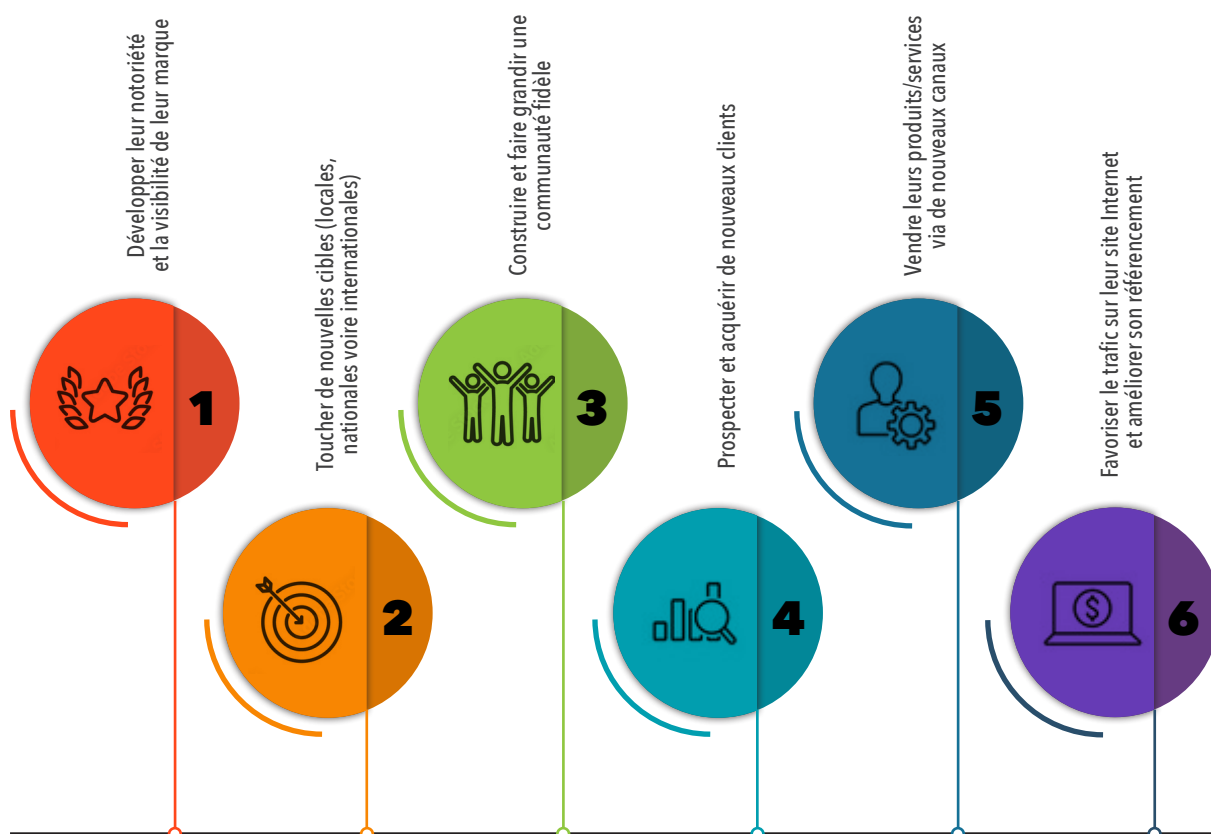 Développer leur notoriété
et la visibilité de leur marque
1
Toucher de nouvelles cibles (locales,
nationales voire internationales)
2
Construire et faire grandir une
communauté fidèle
3
Prospecter et acquérir de nouveaux clients
4
Vendre leurs produits/services
via de nouveaux canaux
5
Favoriser le trafic sur leur site Internet
et améliorer son référencement
6
$